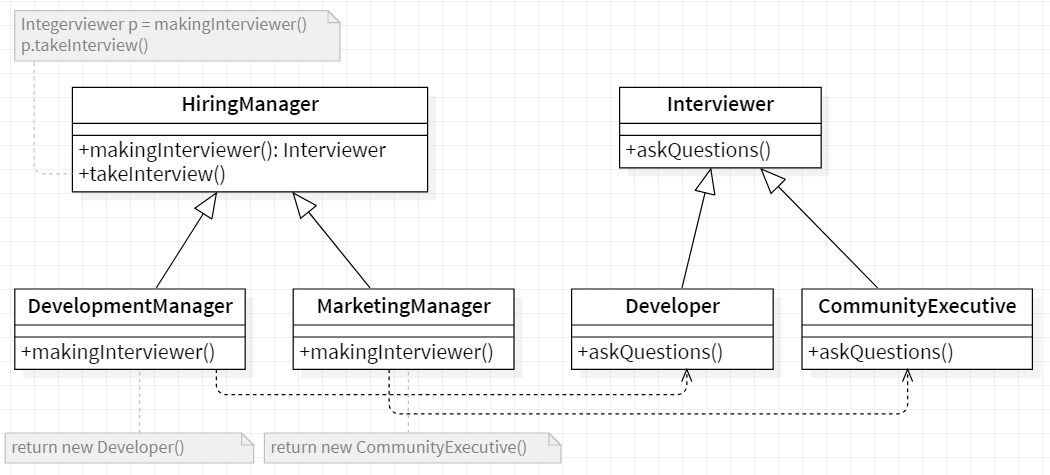 Integerviewer p = makingInterviewer()
p.takeInterview()
HiringManager
+makingInterviewer(): Interviewer
+takeInterview()
Interviewer
+askQuestions()
DevelopmentManager
+makingInterviewer()
MarketingManager
+makingInterviewer()
Developer
+askQuestions()
CommunityExecutive
+askQuestions()
return new Developer()
return new CommunityExecutive()